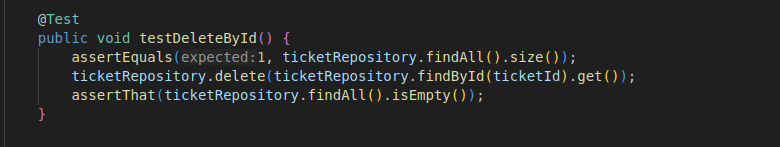 @Test
public void testDeleteById() {
assertEquals(expected:1, ticketRepository.findAll().size());
ticketRepository.delete(ticketRepository.findById(ticketId).get());
assertThat(ticketRepository.findAll().isEmpty());
}